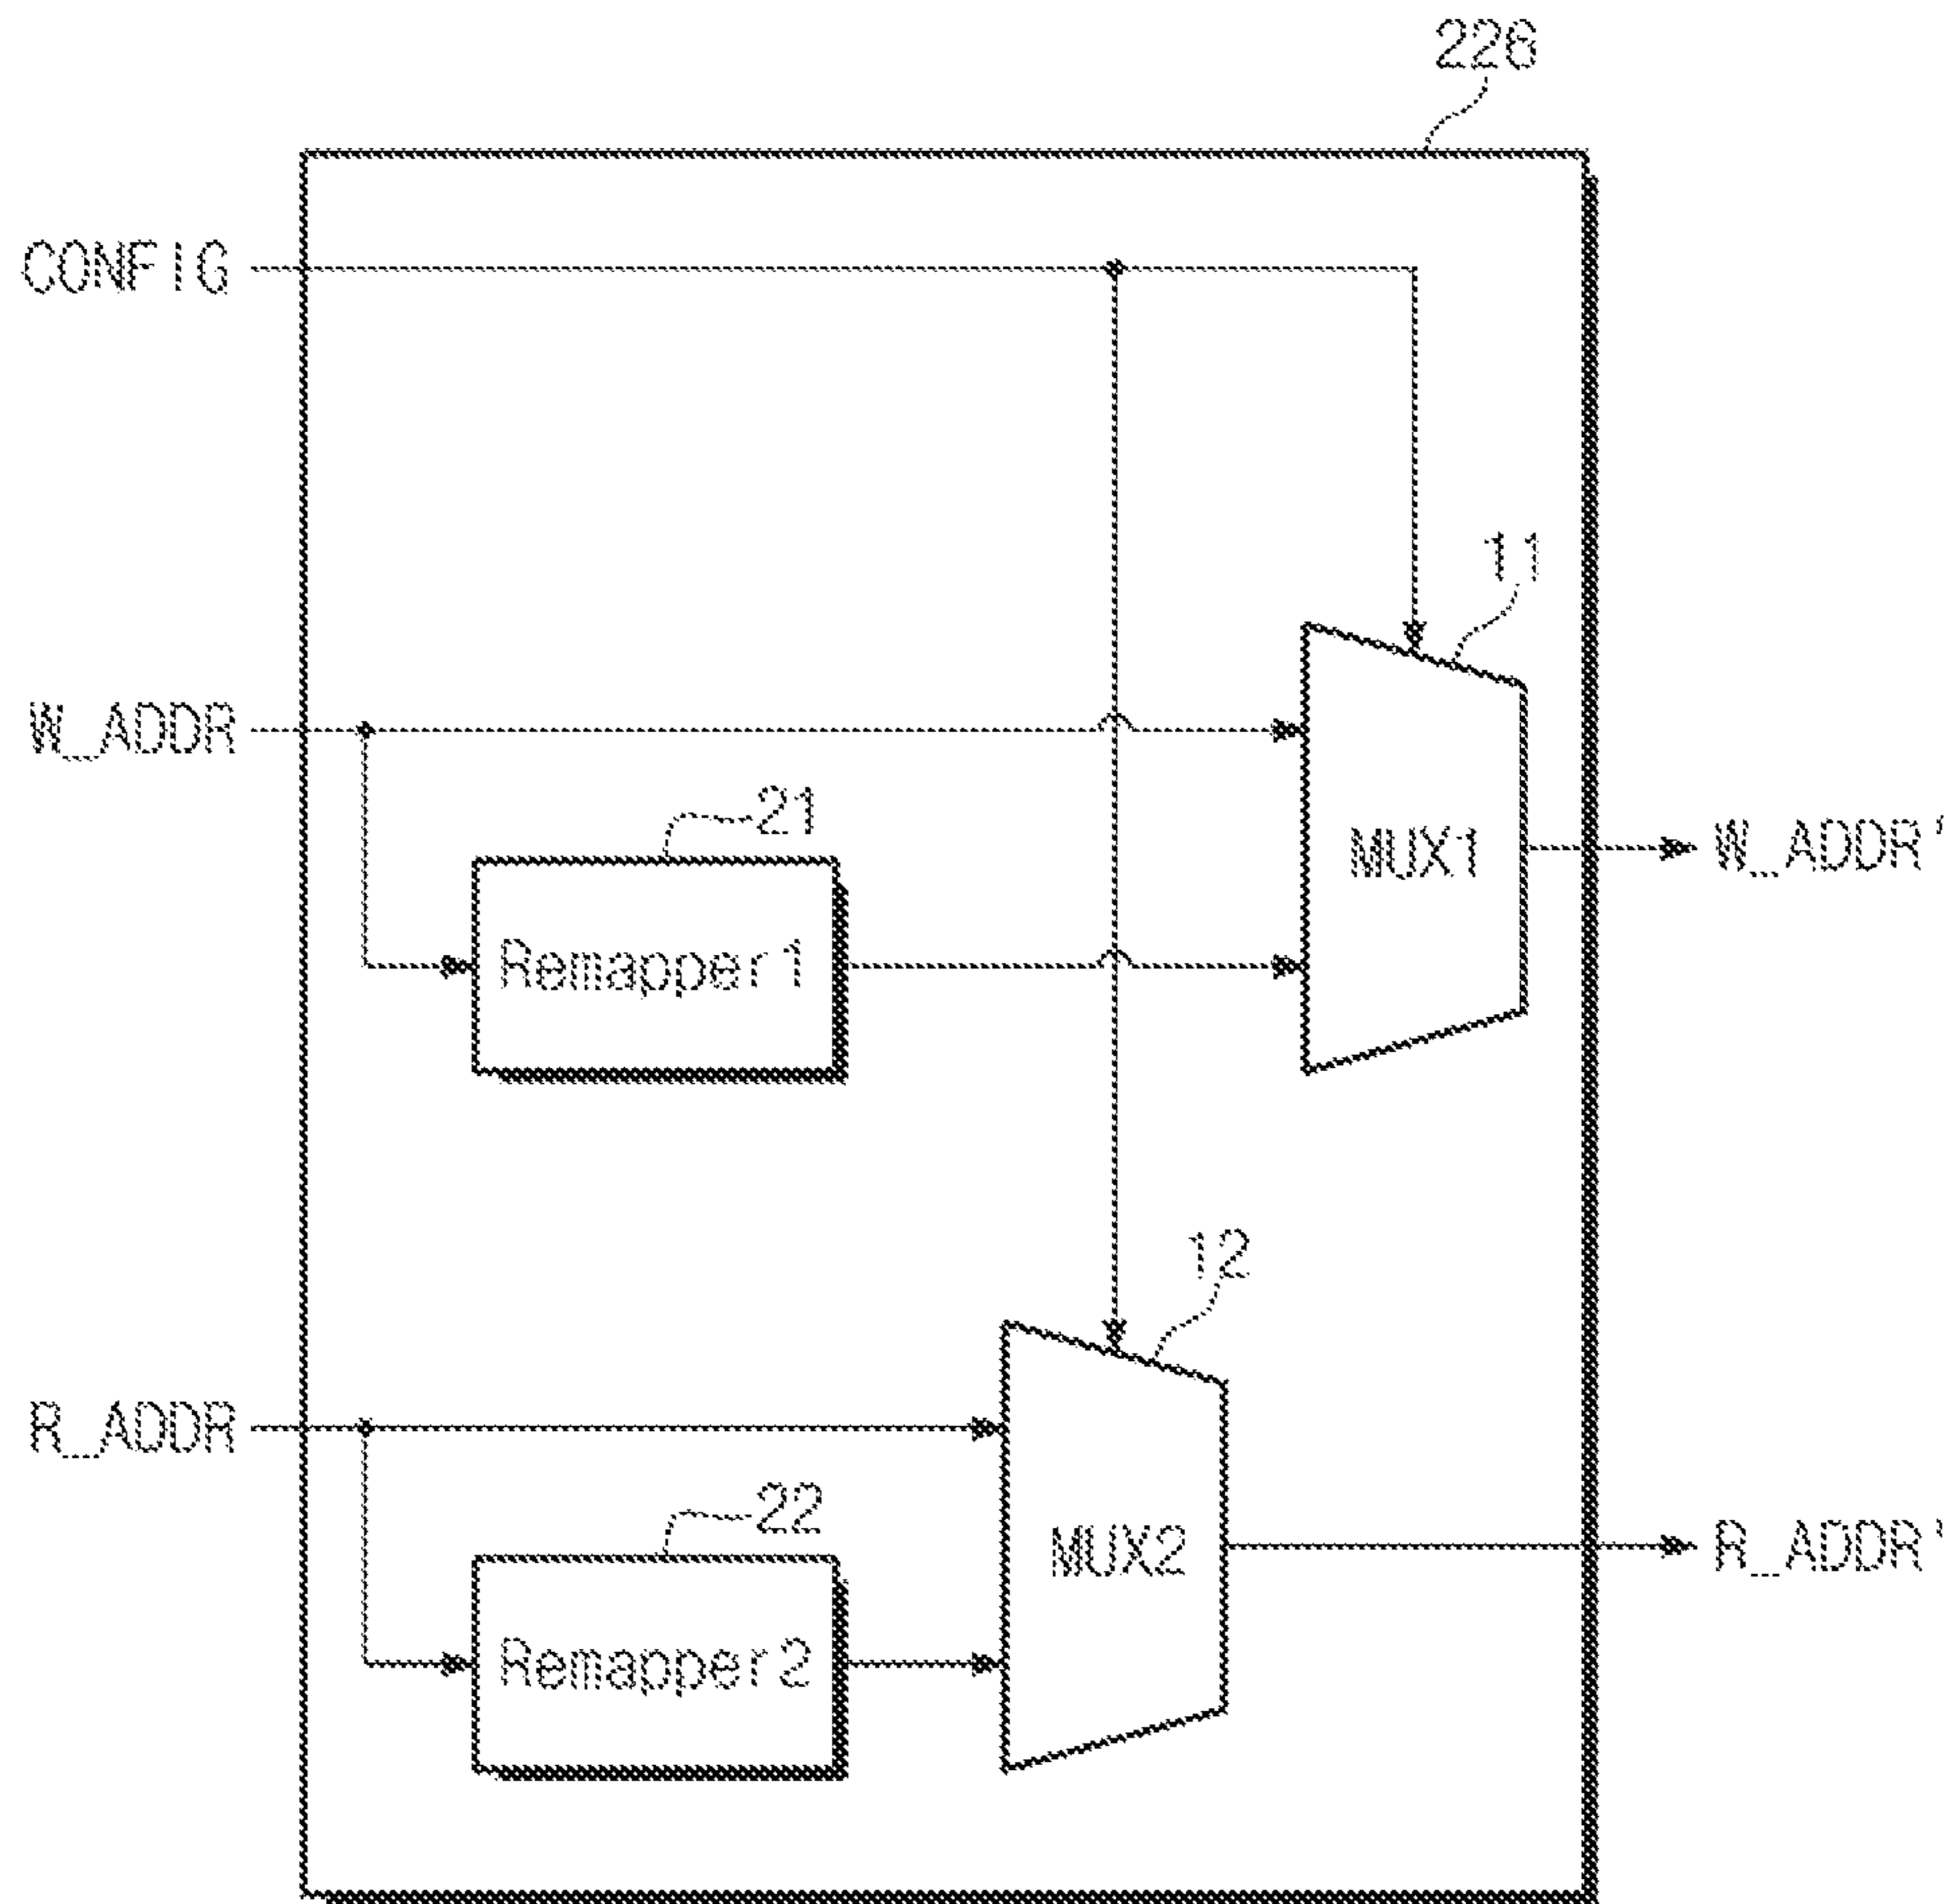 226
CONFIG
11
W_ADDR
21
MUX1
W_ADDR'
Remapper1
12
R_ADDR
22
MUX2
R_ADDR'
Remapper2